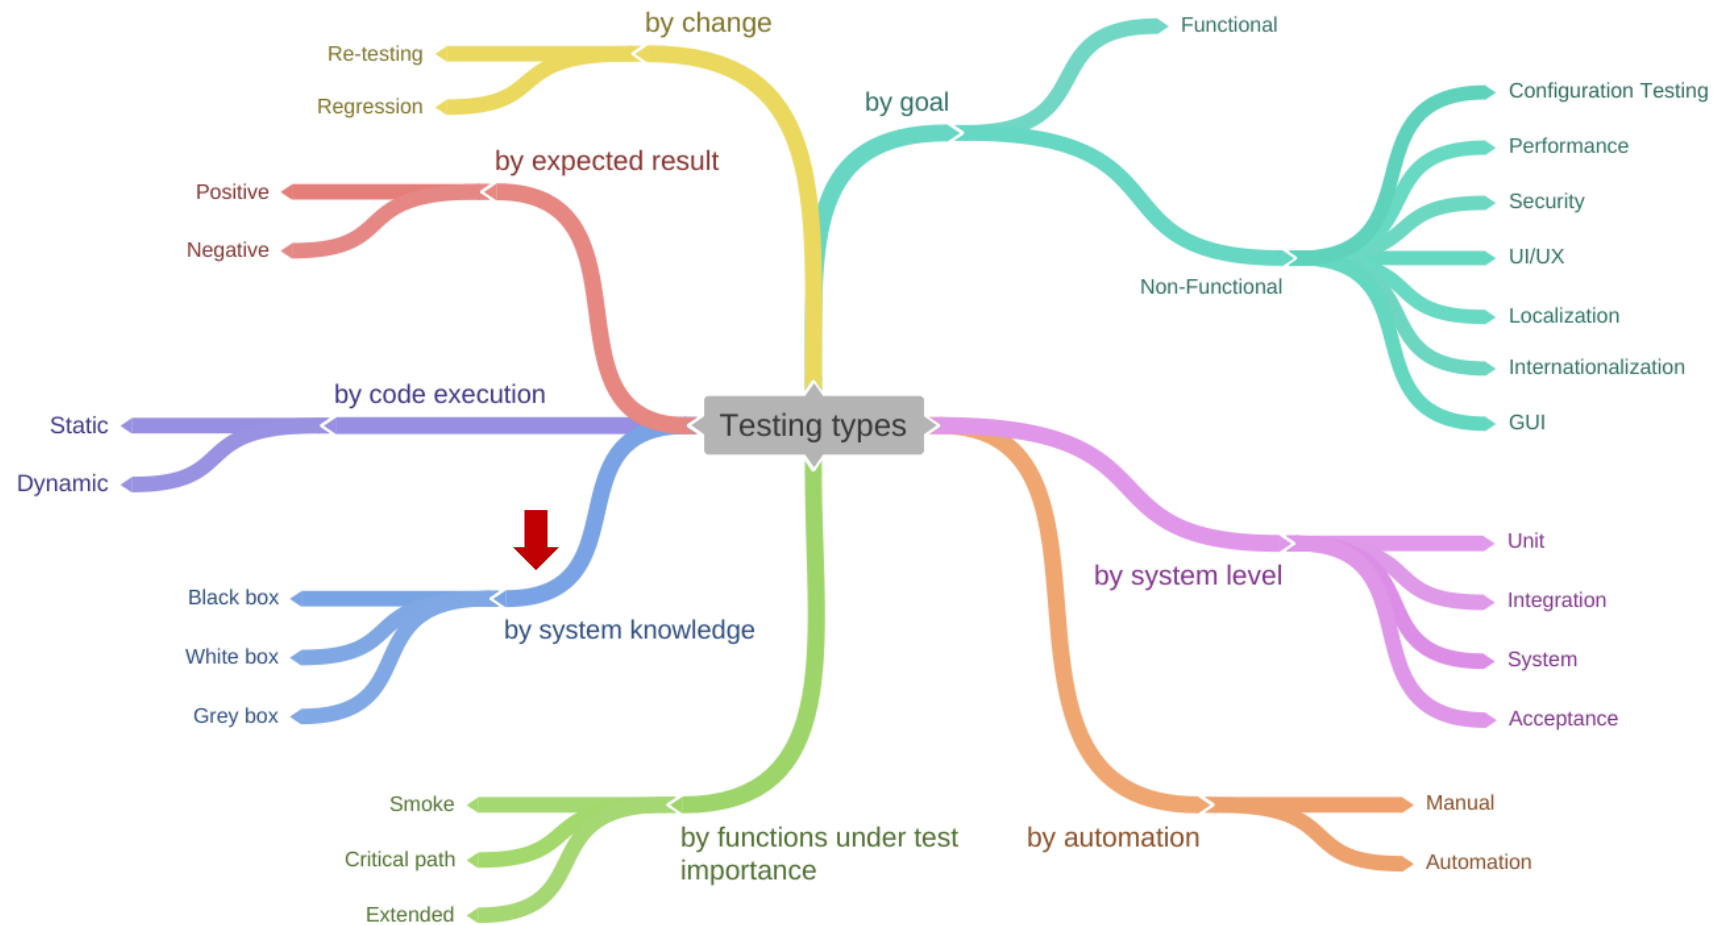 by change
Re-testing
Regression
by expected result
Positive
Negative
by code execution
Static
Dynamic
by system knowledge
Black box
White box
Grey box
by functions under test
importance
Smoke
Critical path
Extended
Testing types
by goal
Functional
Non-Functional
Configuration Testing
Performance
Security
UI/UX
Localization
Internationalization
GUI
by system level
Unit
Integration
System
Acceptance
by automation
Manual
Automation